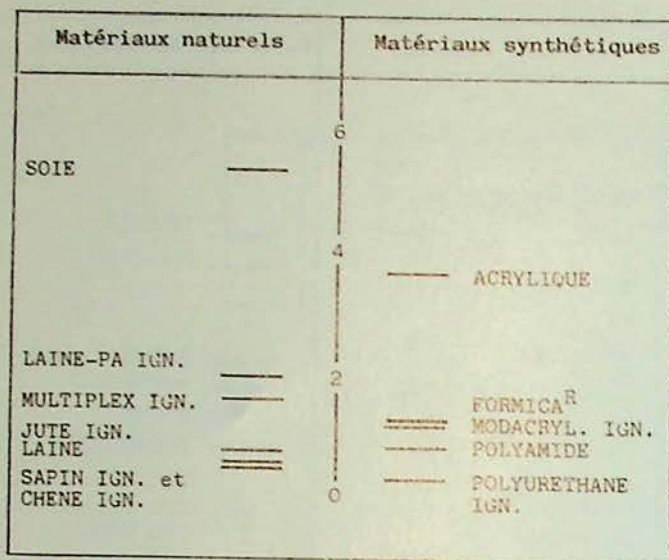 Matériaux naturels
Matériaux synthétiques
6
SOIE
4
ACRYLIQUE
LAINE-PA IGN.
2
MULTIPLEX IGN.
FORMICA^R
JUTE IGN.
MODACRYL. IGN.
LAINE
POLYAMIDE
SAPIN IGN. et
CHENE IGN.
0
POLYURETHANE
IGN.